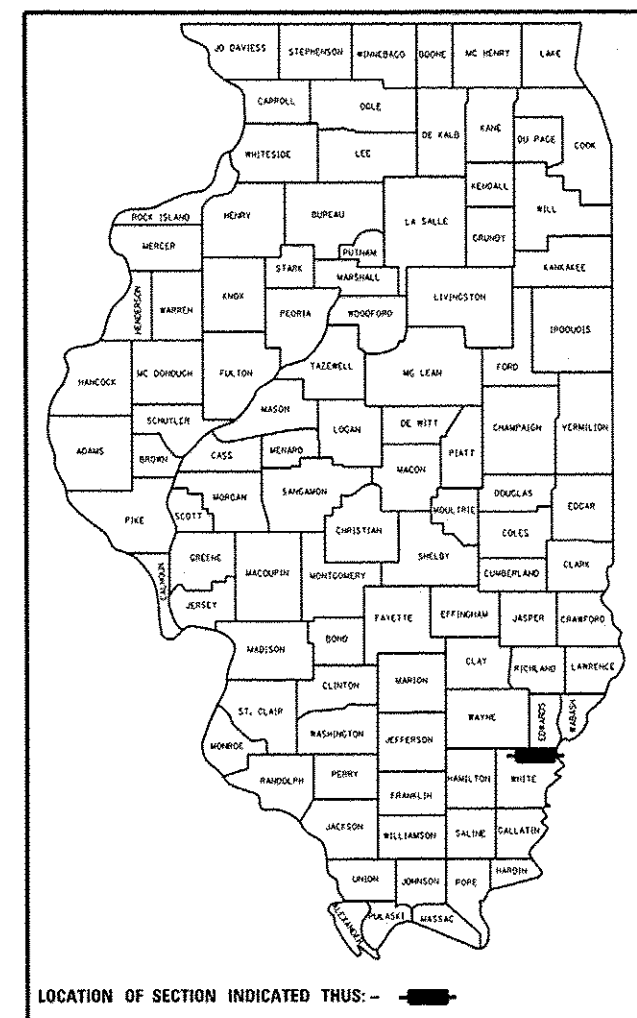 JO DAVIESS STEPHENSON WINNEBAGO BOONE MC HENRY LAKE
CARROLL OGLE
DE KALB KANE DU PAGE COOK
WHITESIDE LEE
KENDALL WILL
ROCK ISLAND HENRY BUREAU LA SALLE
MERCER PUTNAM GRUNDY
STARK MARSHALL KANKAKEE
HENDERSON WARREN KNOX PEORIA WOODFORD LIVINGSTON IROQUOIS
HANCOCK MC DONOUGH FULTON TAZEWELL MC LEAN FORD
MASON
SCHUYLER LOGAN DE WITT CHAMPAIGN VERMILION
ADAMS BROWN CASS MENARD MACON PIATT
MORGAN SANGAMON DOUGLAS EDGAR
PIKE SCOTT CHRISTIAN MOULTRIE COLES
GREENE MACOUPIN MONTGOMERY SHELBY CUMBERLAND CLARK
CALHOUN JERSEY FAYETTE EFFINGHAM JASPER CRAWFORD
MADISON BOND CLAY RICHLAND LAWRENCE
CLINTON MARION
ST. CLAIR WAYNE EDWARDS WABASH
MONROE WASHINGTON JEFFERSON
RANDOLPH PERRY HAMILTON WHITE
FRANKLIN
JACKSON WILLIAMSON SALINE GALLATIN
UNION JOHNSON POPE HARDIN
ALEXANDER PULASKI MASSAC
LOCATION OF SECTION INDICATED THUS: -